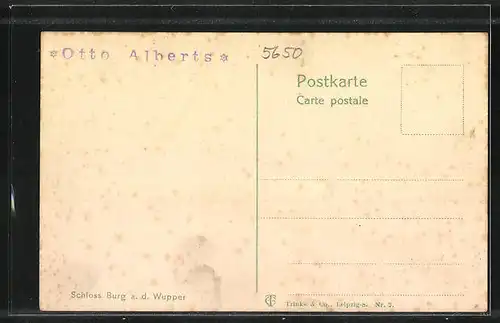 *Otto Alberts*
5650
Postkarte
Carte postale
Schloss Burg a. d. Wupper
Trinks & Co., Leipzig Nr. 2.